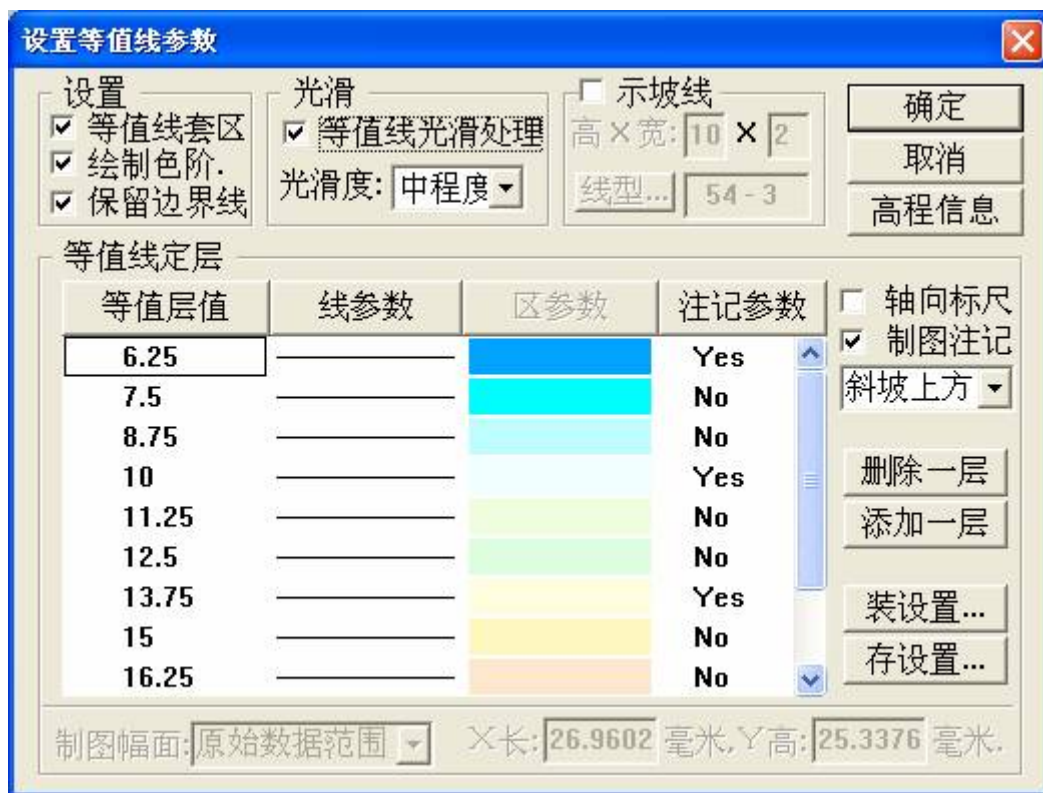 设置等值线参数
设置
等值线套区
绘制色阶.
保留边界线
光滑
等值线光滑处理
光滑度: 中程度
示坡线
高X宽: 10 X 2
线型... 54-3
确定
取消
高程信息
等值线定层
等值层值 线参数 区参数 注记参数
6.25 Yes
7.5 No
8.75 No
10 Yes
11.25 No
12.5 No
13.75 Yes
15 No
16.25 No
轴向标尺
制图注记
斜坡上方
删除一层
添加一层
装设置...
存设置...
制图幅面: 原始数据范围 X长: 26.9602 毫米,Y高: 25.3376 毫米.